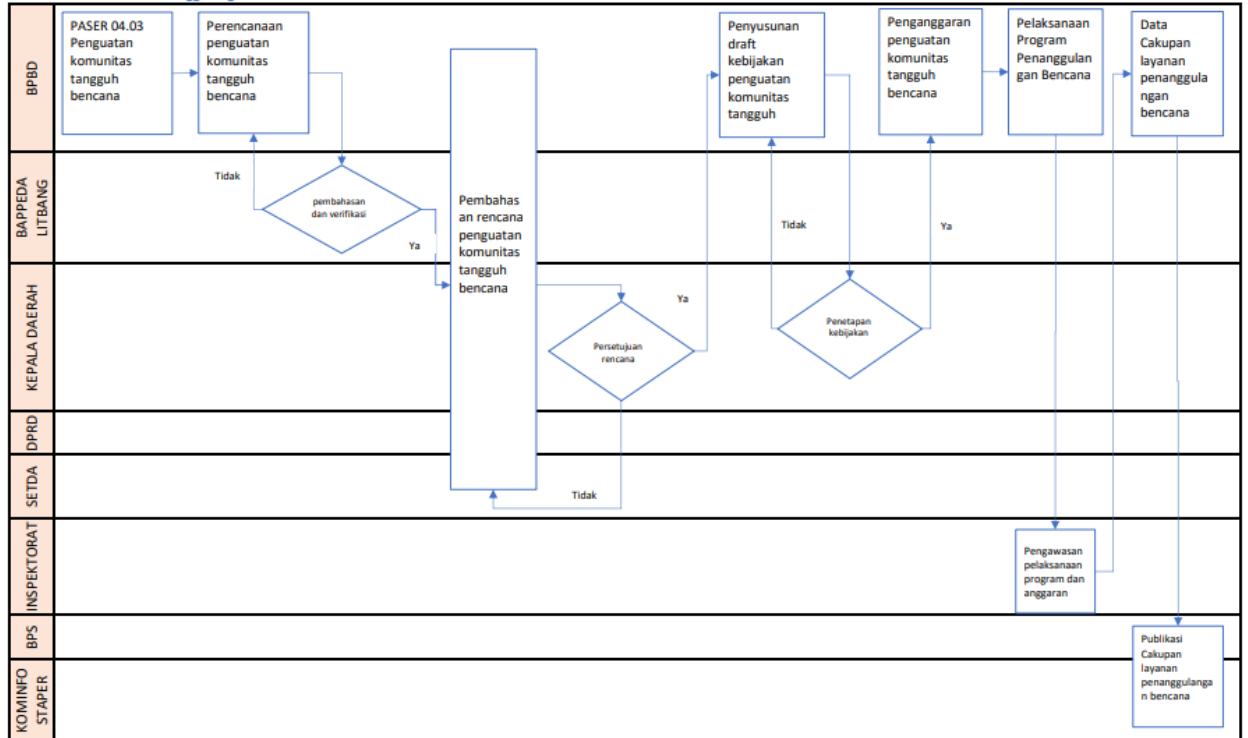 BPBD
PASER 04.03
Penguatan
komunitas
tangguh
bencana
Perencanaan
penguatan
komunitas
tangguh
bencana
Penyusunan
draft
kebijakan
penguatan
komunitas
tangguh
Penganggaran
penguatan
komunitas
tangguh
bencana
Pelaksanaan
Program
Penanggulan
gan Bencana
Data
Cakupan
layanan
penanggula
ngan
bencana
BAPPEDA
LITBANG
Tidak
pembahasan
dan verifikasi
Ya
Pembahas
an rencana
penguatan
komunitas
tangguh
bencana
Tidak
Ya
KEPALA DAERAH
Persetujuan
rencana
Ya
Penetapan
kebijakan
DPRD
SETDA
Tidak
INSPEKTORAT
Pengawasan
pelaksanaan
program dan
anggaran
BPS
Publikasi
Cakupan
layanan
penanggulanga
n bencana
KOMINFO
STAPER